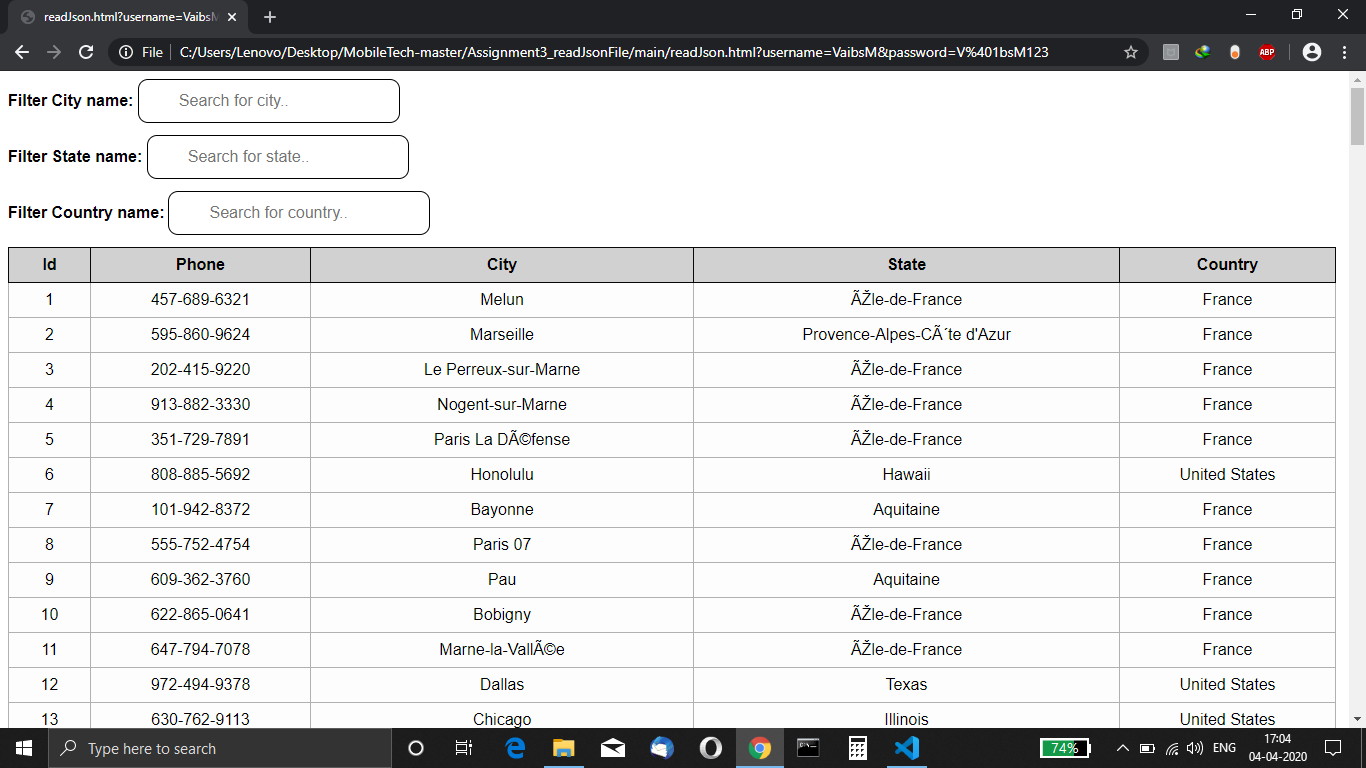 readJson.html?username=VaibsM
File C:/Users/Lenovo/Desktop/MobileTech-master/Assignment3_readJsonFile/main/readJson.html?username=VaibsM&password=V%401bsM123
ABP
Filter City name: Search for city..
Filter State name: Search for state..
Filter Country name: Search for country..
Id Phone City State Country
1 457-689-6321 Melun ÃŽle-de-France France
2 595-860-9624 Marseille Provence-Alpes-CÃ´te d'Azur France
3 202-415-9220 Le Perreux-sur-Marne ÃŽle-de-France France
4 913-882-3330 Nogent-sur-Marne ÃŽle-de-France France
5 351-729-7891 Paris La DÃ©fense ÃŽle-de-France France
6 808-885-5692 Honolulu Hawaii United States
7 101-942-8372 Bayonne Aquitaine France
8 555-752-4754 Paris 07 ÃŽle-de-France France
9 609-362-3760 Pau Aquitaine France
10 622-865-0641 Bobigny ÃŽle-de-France France
11 647-794-7078 Marne-la-VallÃ©e ÃŽle-de-France France
12 972-494-9378 Dallas Texas United States
13 630-762-9113 Chicago Illinois United States
Type here to search
74%
ENG
17:04
04-04-2020